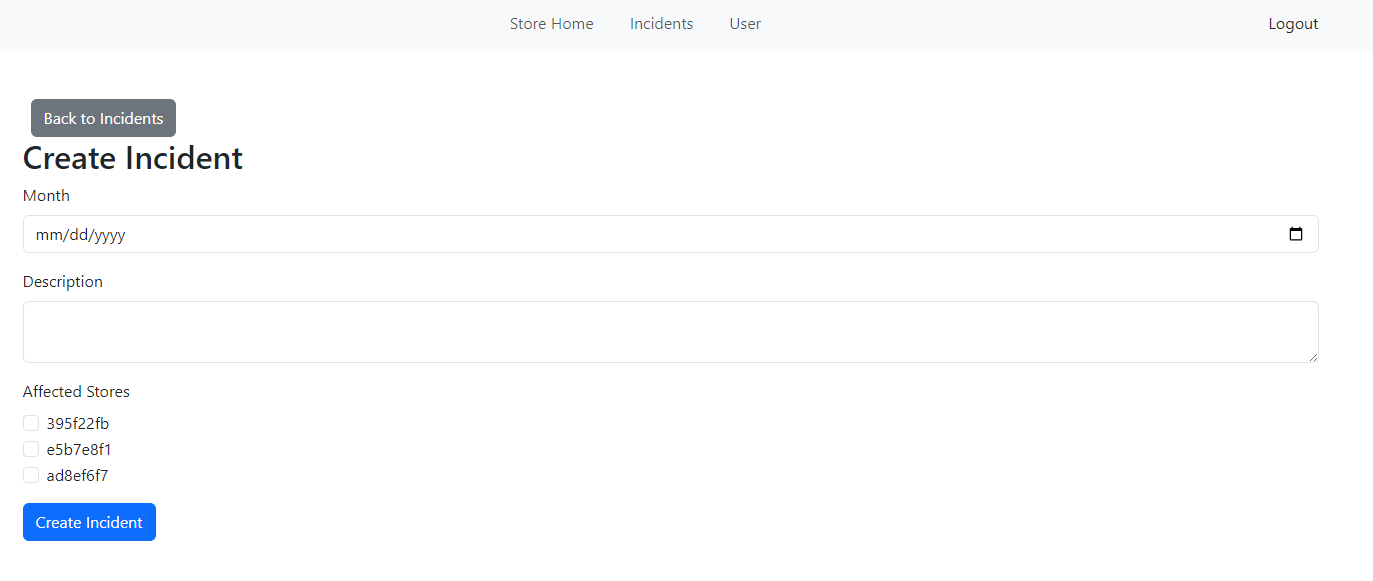 Store Home Incidents User Logout
Back to Incidents
Create Incident
Month
mm/dd/yyyy
Description
Affected Stores
395f22fb
e5b7e8f1
ad8ef6f7
Create Incident